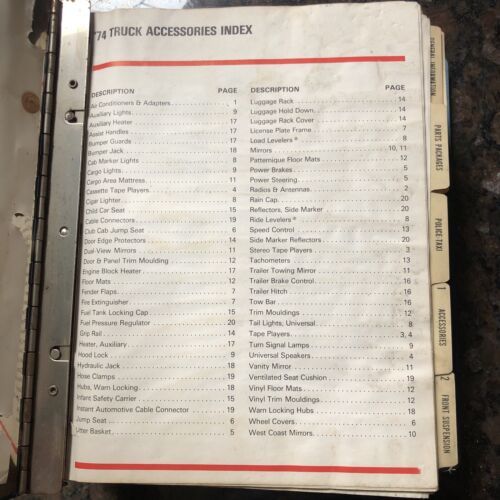 '74 TRUCK ACCESSORIES INDEX
DESCRIPTION PAGE
Air Conditioners & Adapters 1
Auxiliary Lights 9
Auxiliary Heater 17
Assist Handles 17
Bumper Guards 17
Bumper Jack 18
Cab Marker Lights 8
Cargo Lights 9
Cargo Area Mattress 11
Cassette Tape Players 4
Cigar Lighter 8
Child Car Seat 15
Cable Connectors 19
Club Cab Jump Seat 6
Door Edge Protectors 14
Dual-View Mirrors 11
Door & Panel Trim Moulding 12
Engine Block Heater 17
Floor Mats 12
Fender Flaps 7
Fire Extinguisher 7
Fuel Tank Locking Cap 15
Fuel Pressure Regulator 20
Grip Rail 14
Heater, Auxiliary 17
Hood Lock 9
Hydraulic Jack 18
Hose Clamps 19
Hubs, Warn Locking 18
Infant Safety Carrier 15
Instant Automotive Cable Connector 19
Jump Seat 6
Litter Basket 5
DESCRIPTION PAGE
Luggage Rack 14
Luggage Hold Down 14
Luggage Rack Cover 14
License Plate Frame 7
Load Levelers® 8
Mirrors 10, 11
Patternique Floor Mats 12
Power Brakes 5
Power Steering 5
Radios & Antennas 2
Rain Cap 20
Reflectors, Side Marker 20
Ride Levelers® 8
Speed Control 13
Side Marker Reflectors 20
Stereo Tape Players 3
Tachometers 13
Trailer Towing Mirror 11
Trailer Brake Control 16
Trailer Hitch 16
Tow Bar 16
Trim Mouldings 12
Tail Lights, Universal 8
Tape Players 3, 4
Turn Signal Lamps 9
Universal Speakers 4
Vanity Mirror 11
Ventilated Seat Cushion 19
Vinyl Floor Mats 12
Vinyl Trim Mouldings 12
Warn Locking Hubs 18
Wheel Covers 6
West Coast Mirrors 10
GENERAL INFORMATION
PARTS PACKAGES
POLICE TAXI
1 ACCESSORIES
2 FRONT SUSPENSION